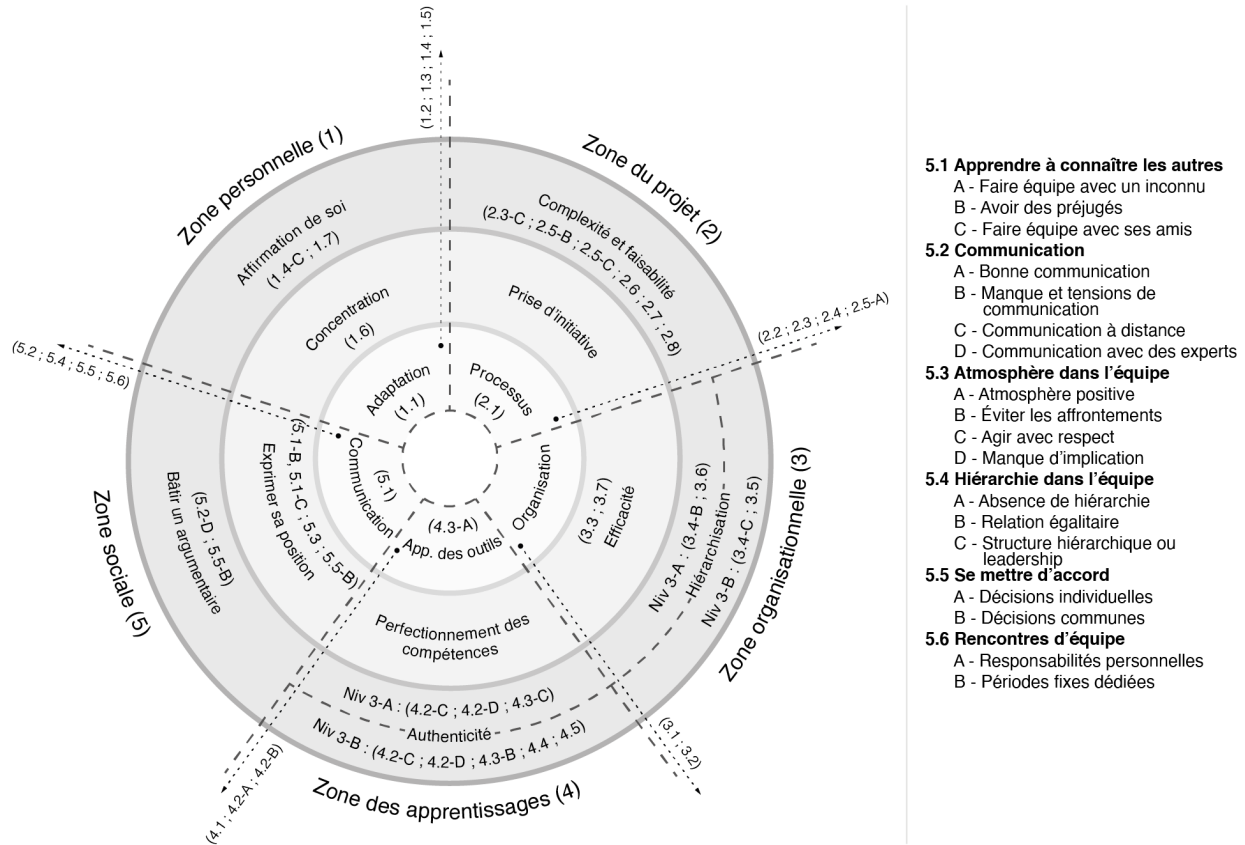 (1.2 ; 1.3 ; 1.4 ; 1.5)
Zone personnelle (1)
Affirmation de soi
(1.4-C ; 1.7)
Concentration
(1.6)
Adaptation
(1.1)
Zone du projet (2)
Complexité et faisabilité
(2.3-C ; 2.5-B ; 2.5-C ; 2.6 ; 2.7 ; 2.8)
Prise d'initiative
Processus
(2.1)
(2.2 ; 2.3 ; 2.4 ; 2.5-A)
Zone organisationnelle (3)
Organisation
Efficacité
(3.3 ; 3.7)
Niv 3-A : (3.4-B ; 3.6)
Hiérarchisation
Niv 3-B : (3.4-C ; 3.5)
(3.1 ; 3.2)
(4.3-A)
App. des outils
Perfectionnement des
compétences
Niv 3-A : (4.2-C ; 4.2-D ; 4.3-C)
Authenticité
Niv 3-B : (4.2-C ; 4.2-D ; 4.3-B ; 4.4 ; 4.5)
Zone des apprentissages (4)
(4.1 ; 4.2-A ; 4.2-B)
Zone sociale (5)
Bâtir un argumentaire
(5.2-D ; 5.5-B)
Exprimer sa position
(5.1-B, 5.1-C ; 5.3 ; 5.5-B)
Communication
(5.1)
(5.2 ; 5.4 ; 5.5 ; 5.6)
5.1 Apprendre à connaître les autres
A - Faire équipe avec un inconnu
B - Avoir des préjugés
C - Faire équipe avec ses amis
5.2 Communication
A - Bonne communication
B - Manque et tensions de
communication
C - Communication à distance
D - Communication avec des experts
5.3 Atmosphère dans l'équipe
A - Atmosphère positive
B - Éviter les affrontements
C - Agir avec respect
D - Manque d'implication
5.4 Hiérarchie dans l'équipe
A - Absence de hiérarchie
B - Relation égalitaire
C - Structure hiérarchique ou
leadership
5.5 Se mettre d'accord
A - Décisions individuelles
B - Décisions communes
5.6 Rencontres d'équipe
A - Responsabilités personnelles
B - Périodes fixes dédiées